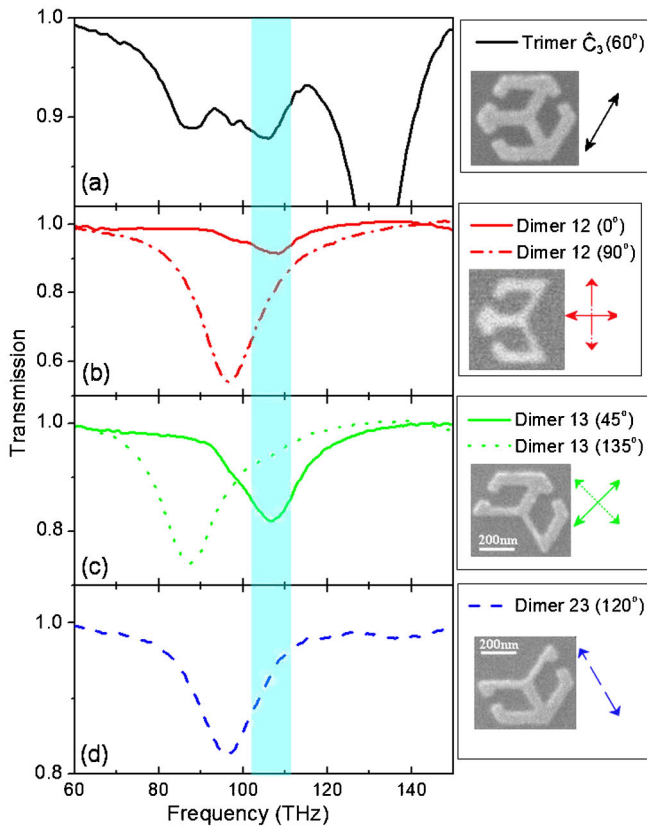 1.0
0.9
(a)
Trimer Ĉ3 (60°)
1.0
0.8
0.6
(b)
Dimer 12 (0°)
Dimer 12 (90°)
Transmission
1.0
0.8
(c)
Dimer 13 (45°)
Dimer 13 (135°)
200nm
1.0
0.8
(d)
Dimer 23 (120°)
200nm
60 80 100 120 140
Frequency (THz)